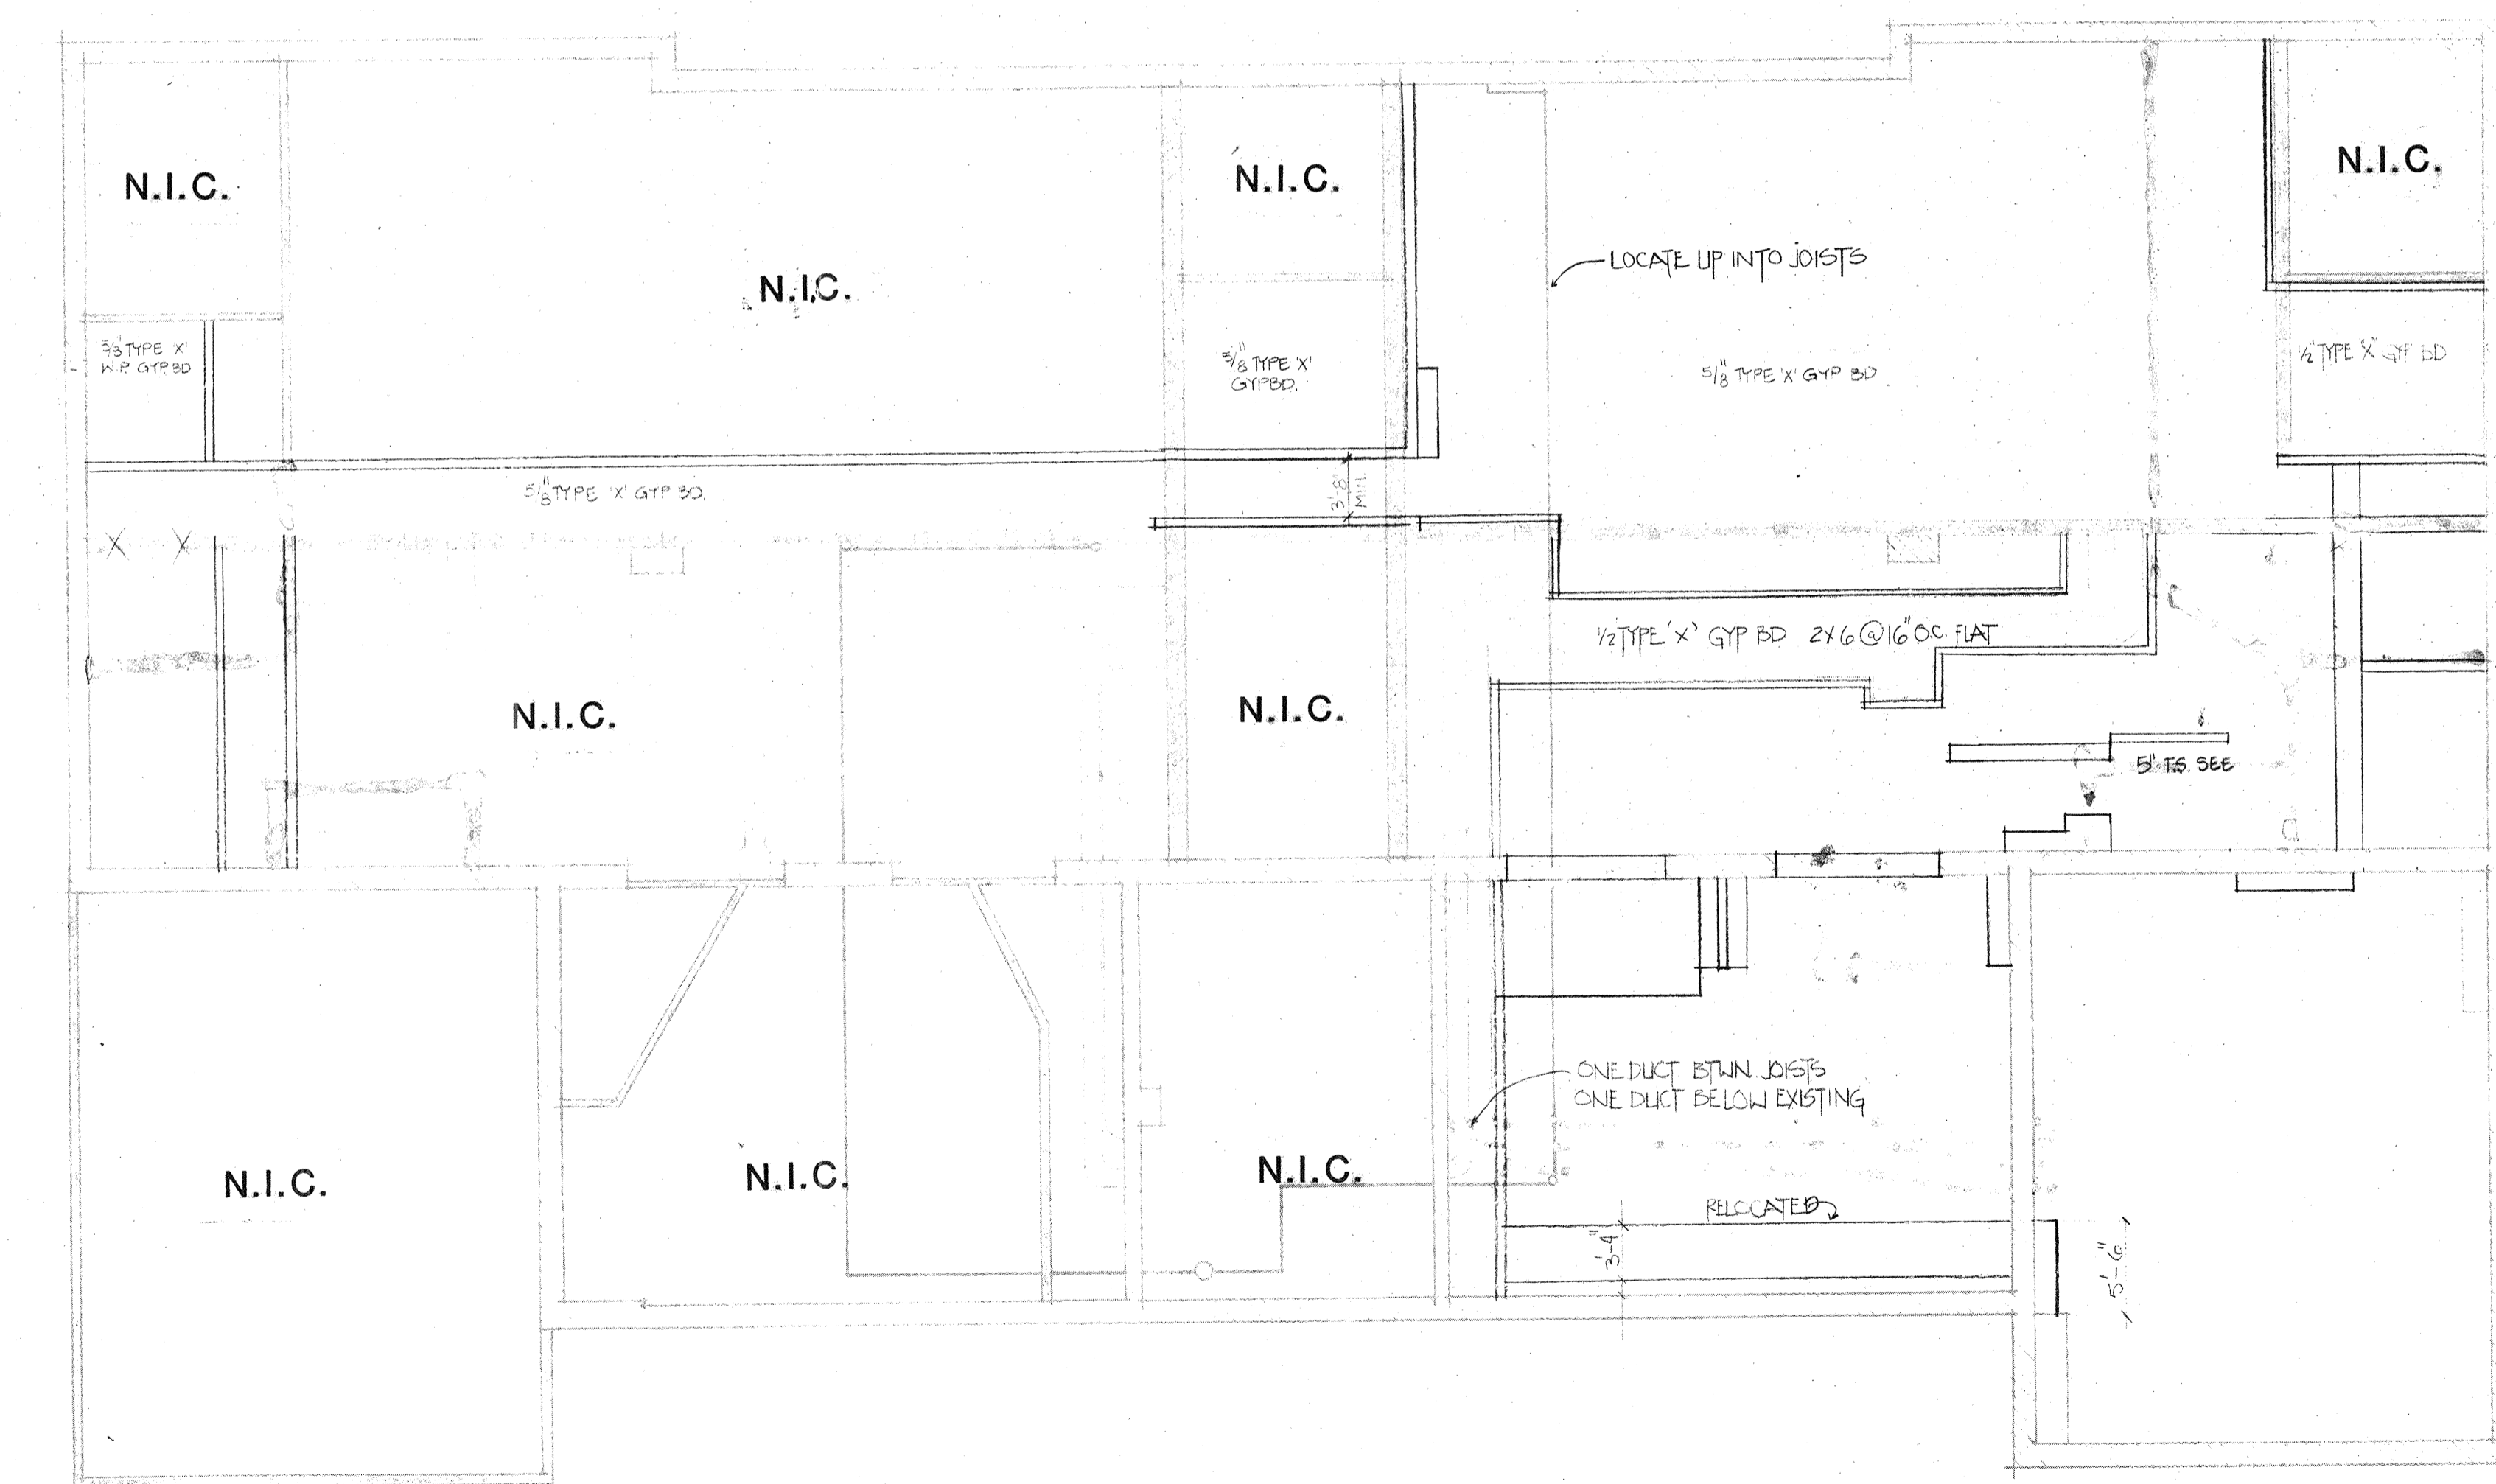 N.I.C.
N.I.C.
N.I.C.
N.I.C.
LOCATE UP INTO JOISTS
5/8" TYPE 'X'
W.P. GYP BD
5/8" TYPE 'X'
GYPBD.
5/8" TYPE 'X' GYP BD
1/2" TYPE 'X' GYP BD
5/8" TYPE 'X' GYP BD.
3'-8"
MIN
X X
1/2 TYPE 'X' GYP BD 2X6@16" O.C. FLAT
N.I.C.
N.I.C.
5" T.S. SEE
ONE DUCT BTWN. JOISTS
ONE DUCT BELOW EXISTING
N.I.C.
N.I.C.
N.I.C.
RELOCATED
3'-4"
5'-6"